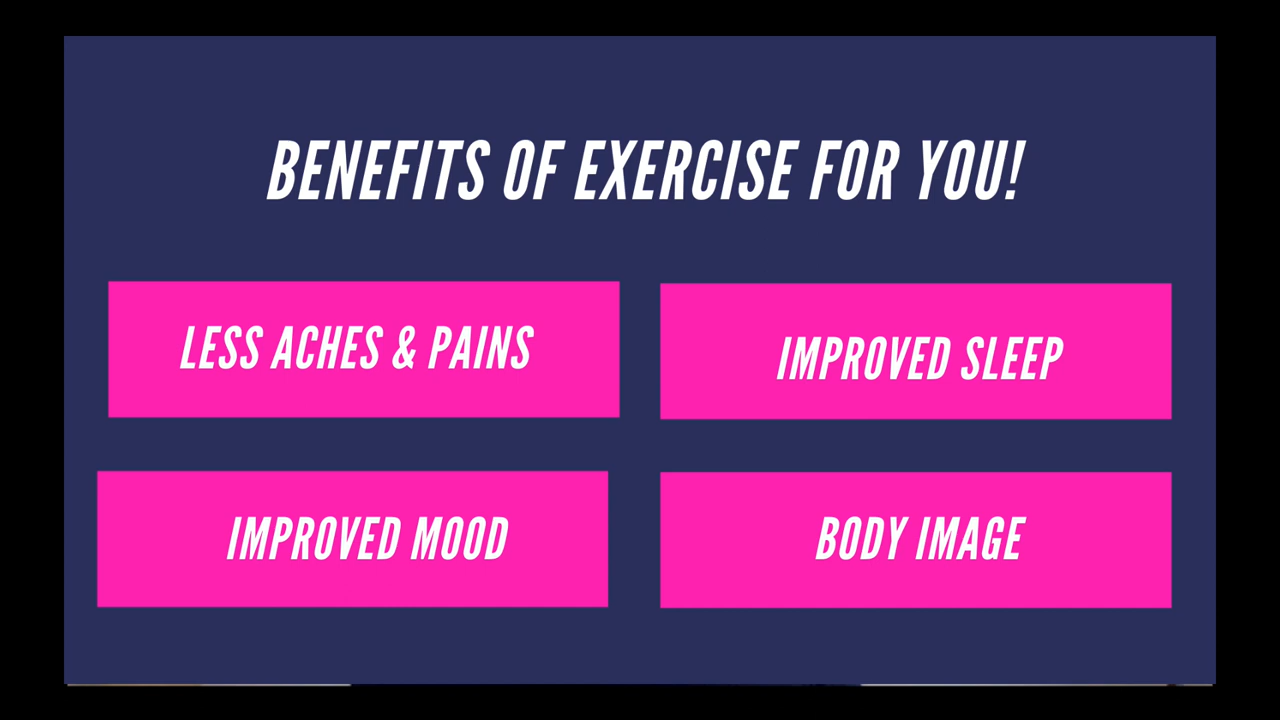 BENEFITS OF EXERCISE FOR YOU!
LESS ACHES & PAINS
IMPROVED SLEEP
IMPROVED MOOD
BODY IMAGE